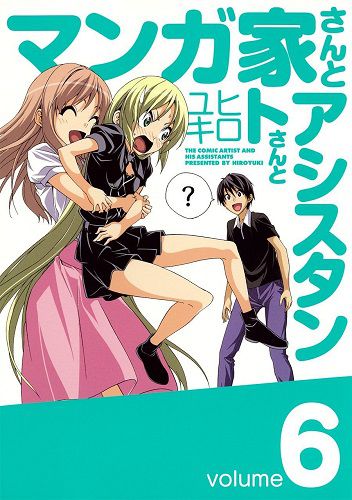 マンガ家さんと
アシスタントさんと
ヒロユキ
THE COMIC ARTIST AND
HIS ASSISTANTS
PRESENTED BY HIROYUKI
?
volume 6